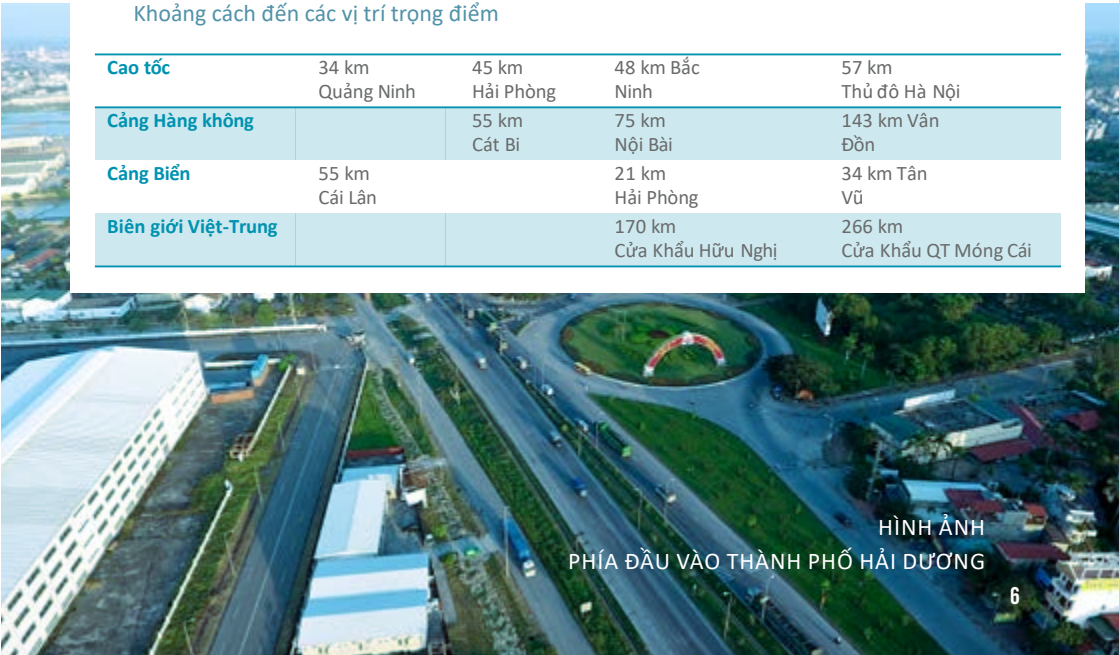 Khoảng cách đến các vị trí trọng điểm
Cao tốc 34 km 45 km 48 km Bắc 57 km
Quảng Ninh Hải Phòng Ninh Thủ đô Hà Nội
Cảng Hàng không 55 km 75 km 143 km Vân
Cát Bi Nội Bài Đồn
Cảng Biển 55 km 21 km 34 km Tân
Cái Lân Hải Phòng Vũ
Biên giới Việt-Trung 170 km 266 km
Cửa Khẩu Hữu Nghị Cửa Khẩu QT Móng Cái
HÌNH ẢNH
PHÍA ĐẦU VÀO THÀNH PHỐ HẢI DƯƠNG
6